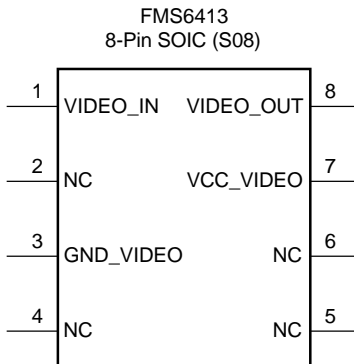 FMS6413
8-Pin SOIC (S08)
1 VIDEO_IN VIDEO_OUT 8
2 NC VCC_VIDEO 7
3 GND_VIDEO NC 6
4 NC NC 5